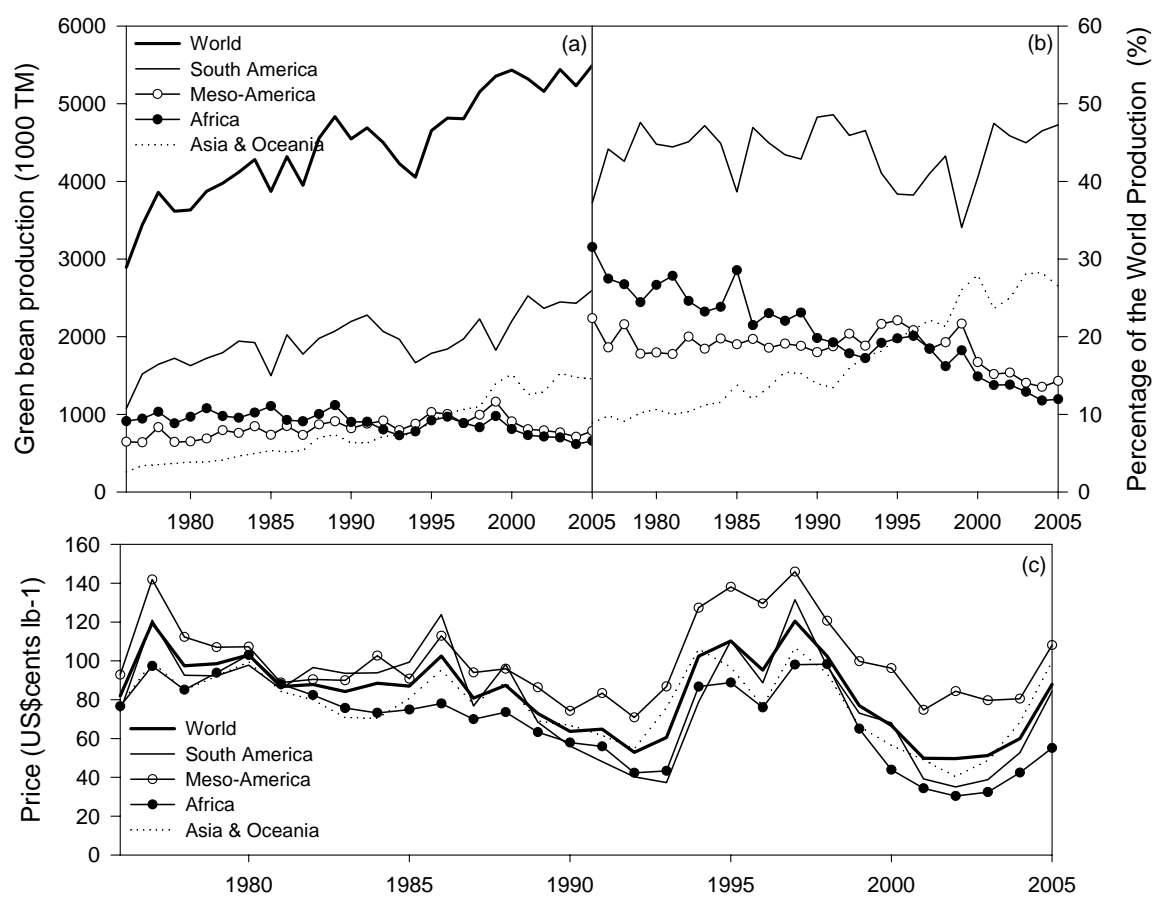 6000
5000
4000
3000
2000
1000
0
Green bean production (1000 TM)
World
South America
Meso-America
Africa
Asia & Oceania
(a)
1980 1985 1990 1995 2000 2005
(b)
60
50
40
30
20
10
0
Percentage of the World Production (%)
1980 1985 1990 1995 2000 2005
160
140
120
100
80
60
40
20
0
Price (US$cents lb-1)
(c)
World
South America
Meso-America
Africa
Asia & Oceania
1980 1985 1990 1995 2000 2005